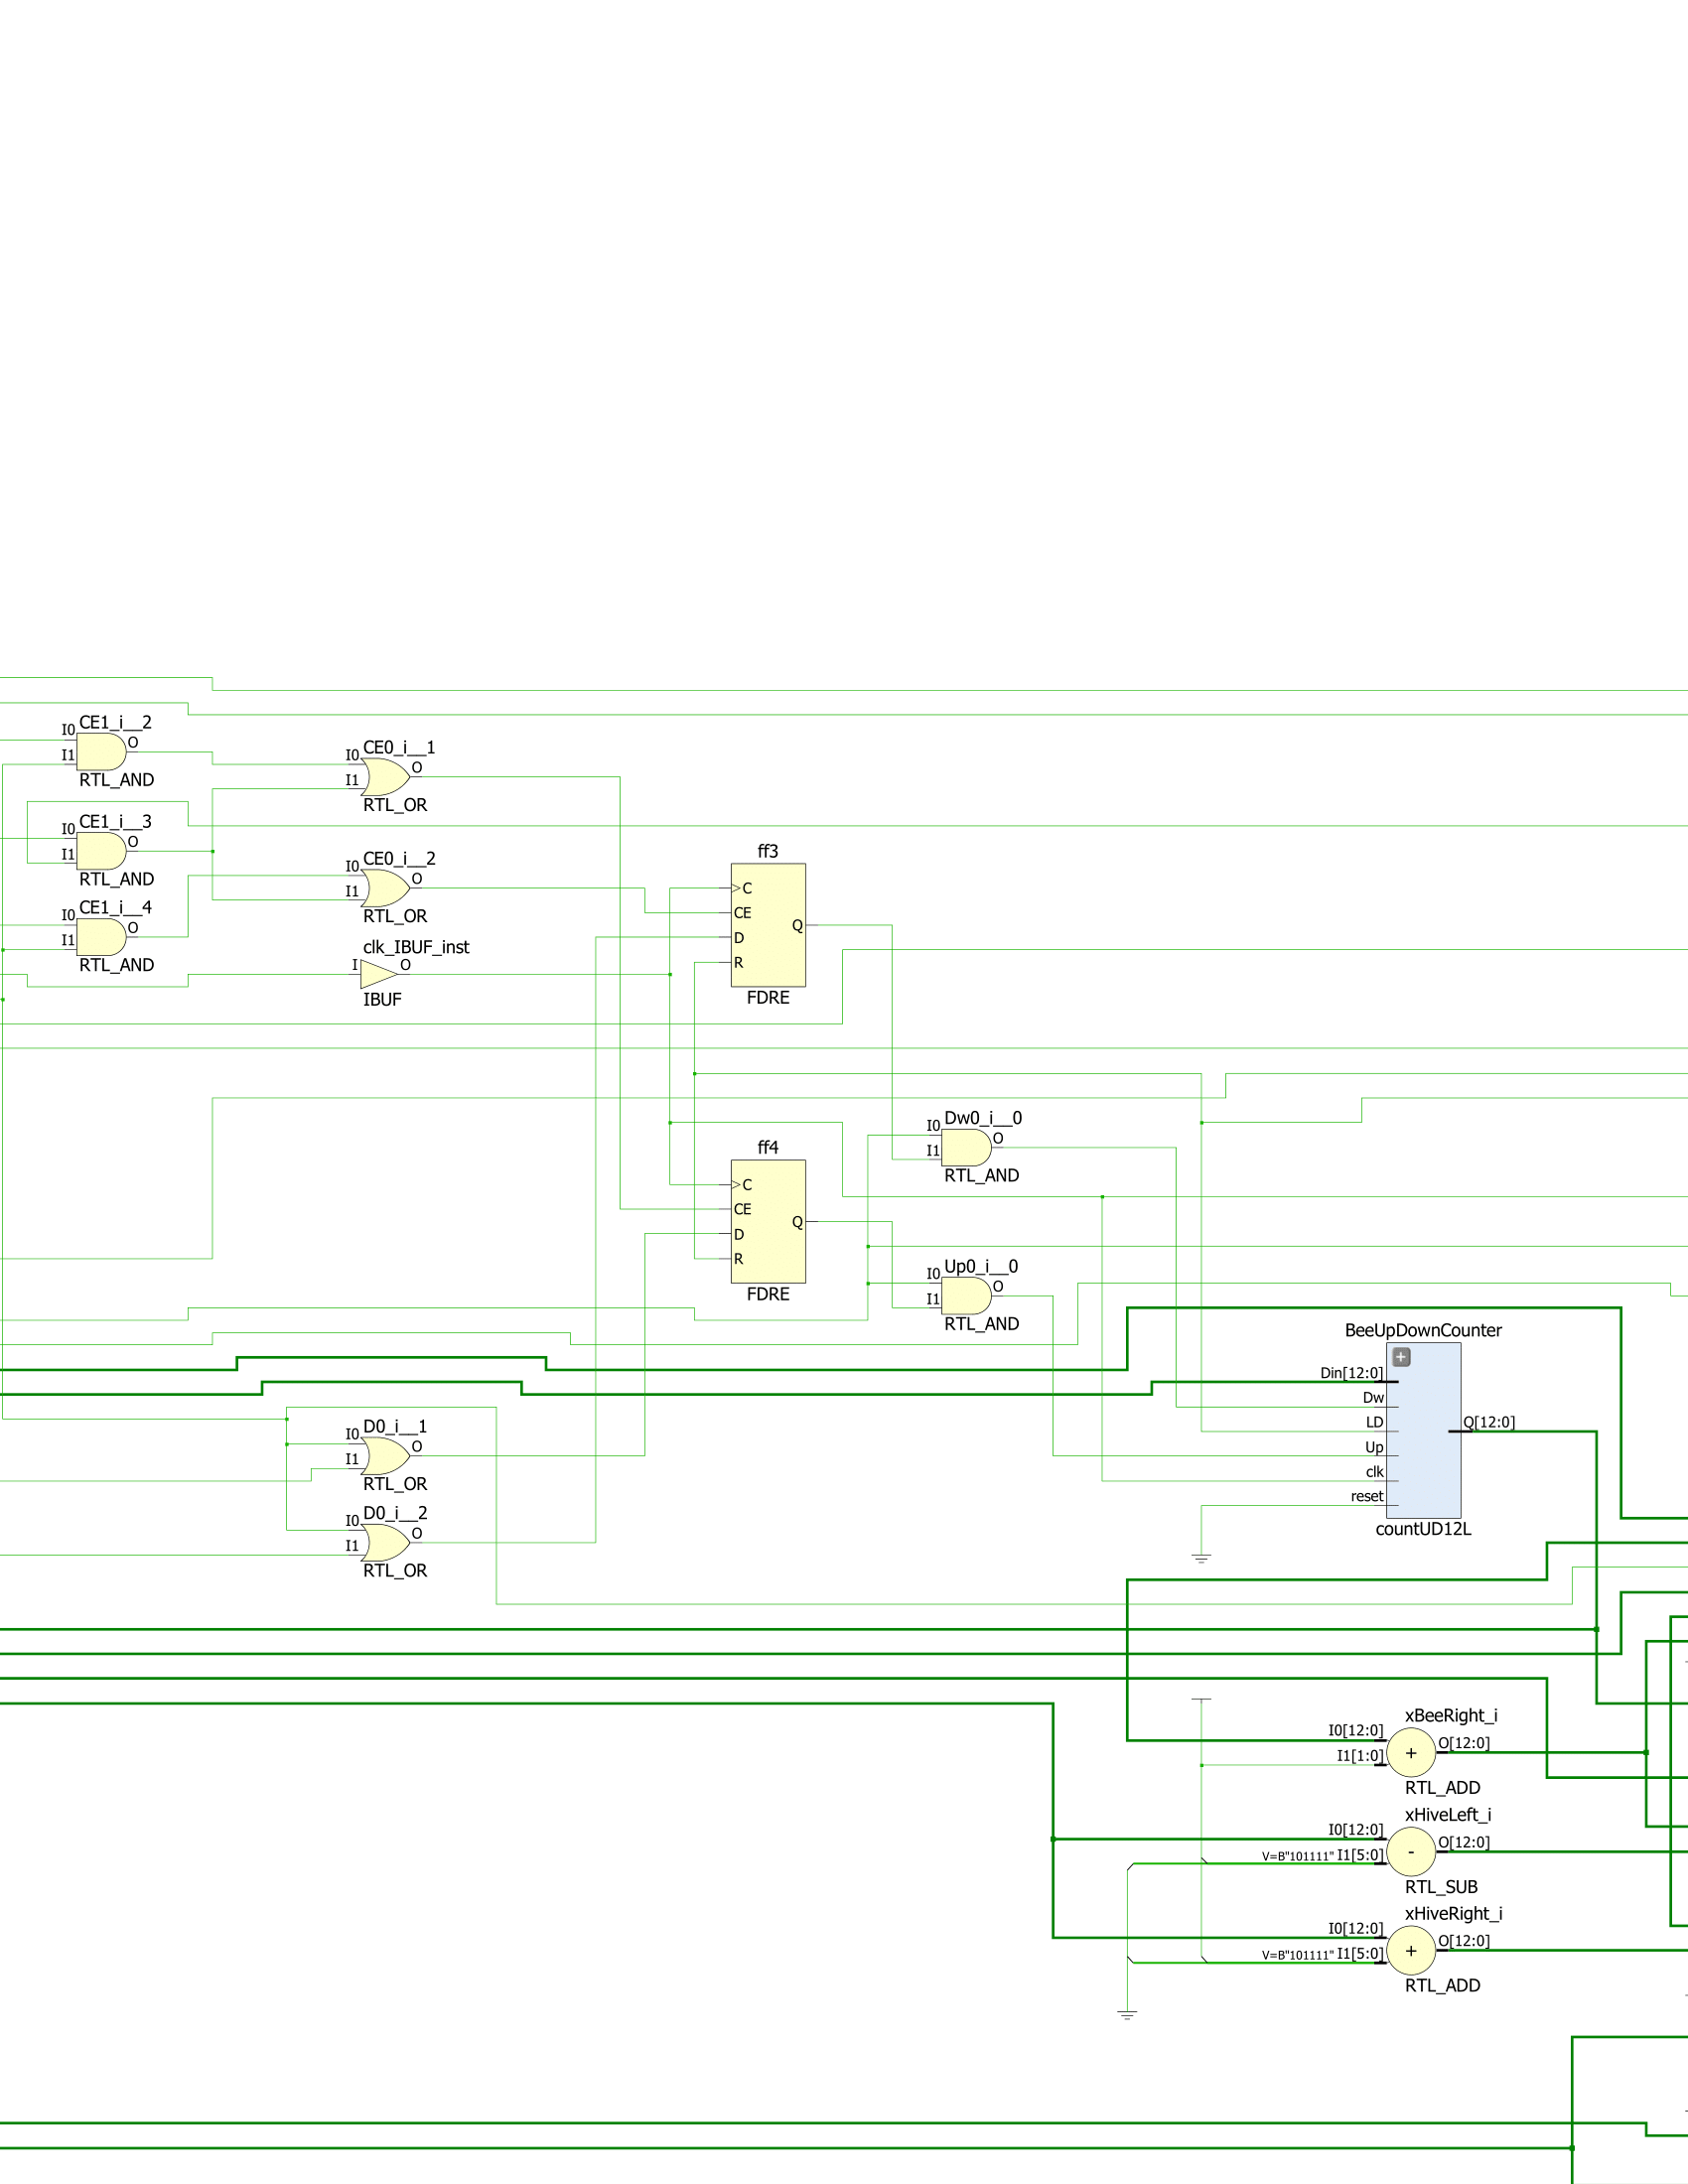 CE1_i__2
I0
I1
O
RTL_AND
CE0_i__1
I0
I1
O
RTL_OR
CE1_i__3
I0
I1
O
RTL_AND
CE0_i__2
I0
I1
O
RTL_OR
CE1_i__4
I0
I1
O
RTL_AND
clk_IBUF_inst
I
O
IBUF
ff3
C
CE
D
R
Q
FDRE
Dw0_i__0
I0
I1
O
RTL_AND
ff4
C
CE
D
R
Q
FDRE
Up0_i__0
I0
I1
O
RTL_AND
BeeUpDownCounter
+
Din[12:0]
Dw
LD
Up
clk
reset
Q[12:0]
countUD12L
D0_i__1
I0
I1
O
RTL_OR
D0_i__2
I0
I1
O
RTL_OR
xBeeRight_i
I0[12:0]
I1[1:0]
+
O[12:0]
RTL_ADD
xHiveLeft_i
I0[12:0]
V=B"101111" I1[5:0]
-
O[12:0]
RTL_SUB
xHiveRight_i
I0[12:0]
V=B"101111" I1[5:0]
+
O[12:0]
RTL_ADD